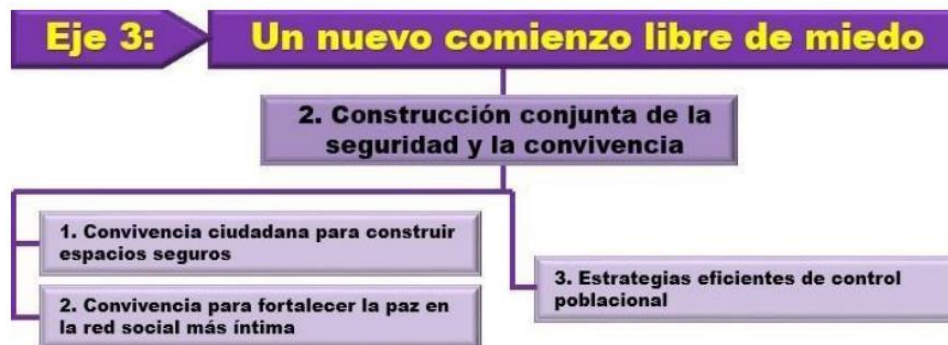 Eje 3:
Un nuevo comienzo libre de miedo
2. Construcción conjunta de la
seguridad y la convivencia
1. Convivencia ciudadana para construir
espacios seguros
2. Convivencia para fortalecer la paz en
la red social más íntima
3. Estrategias eficientes de control
poblacional